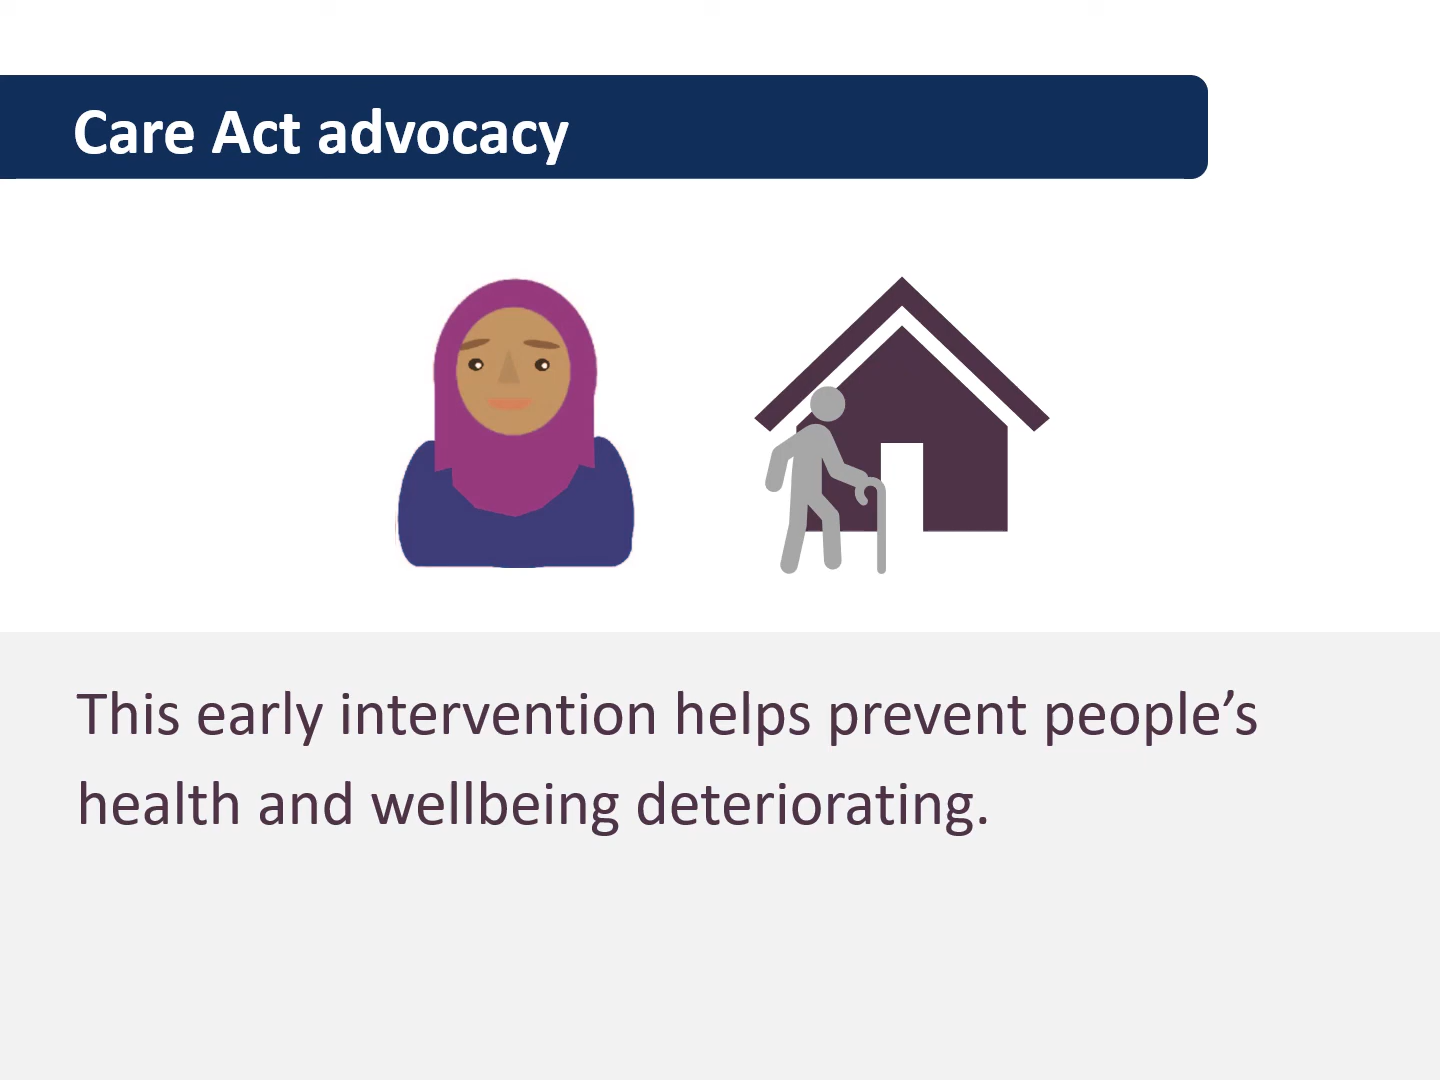 Care Act advocacy
This early intervention helps prevent people’s
health and wellbeing deteriorating.